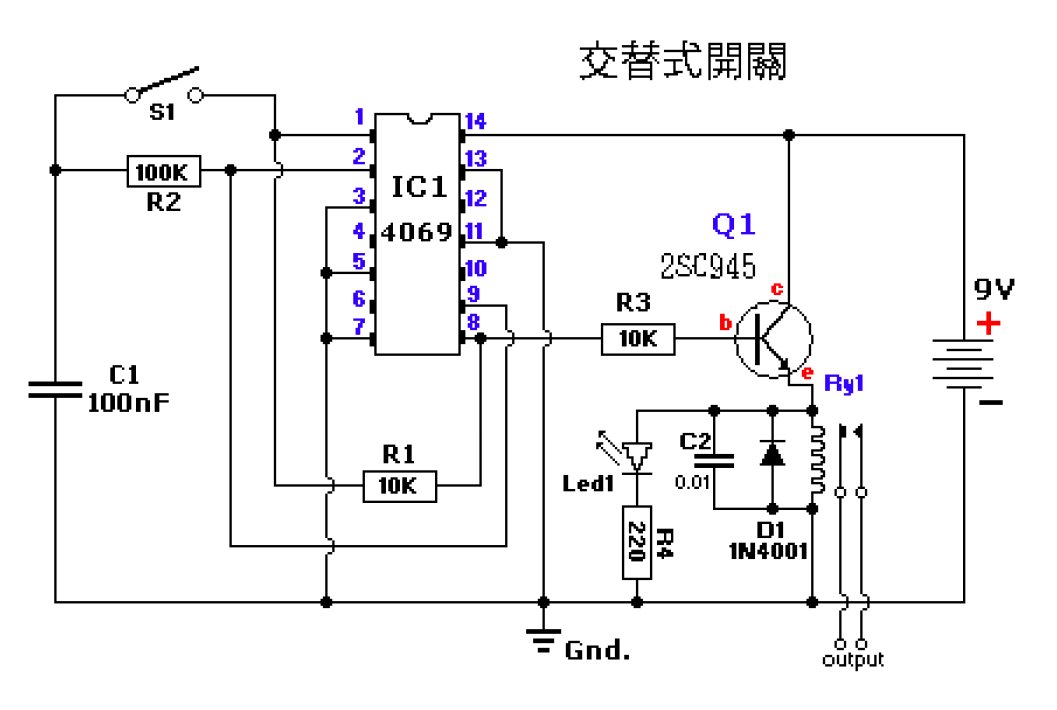 交替式開關
S1
1
14
2
13
100K
R2
IC1
3
12
4
4069
11
Q1
2SC945
5
10
6
9
c
9V
+
R3
7
8
b
10K
e
Ry1
−
C1
100nF
R1
10K
C2
0.01
Led1
D1
1N4001
220
R4
Gnd.
output